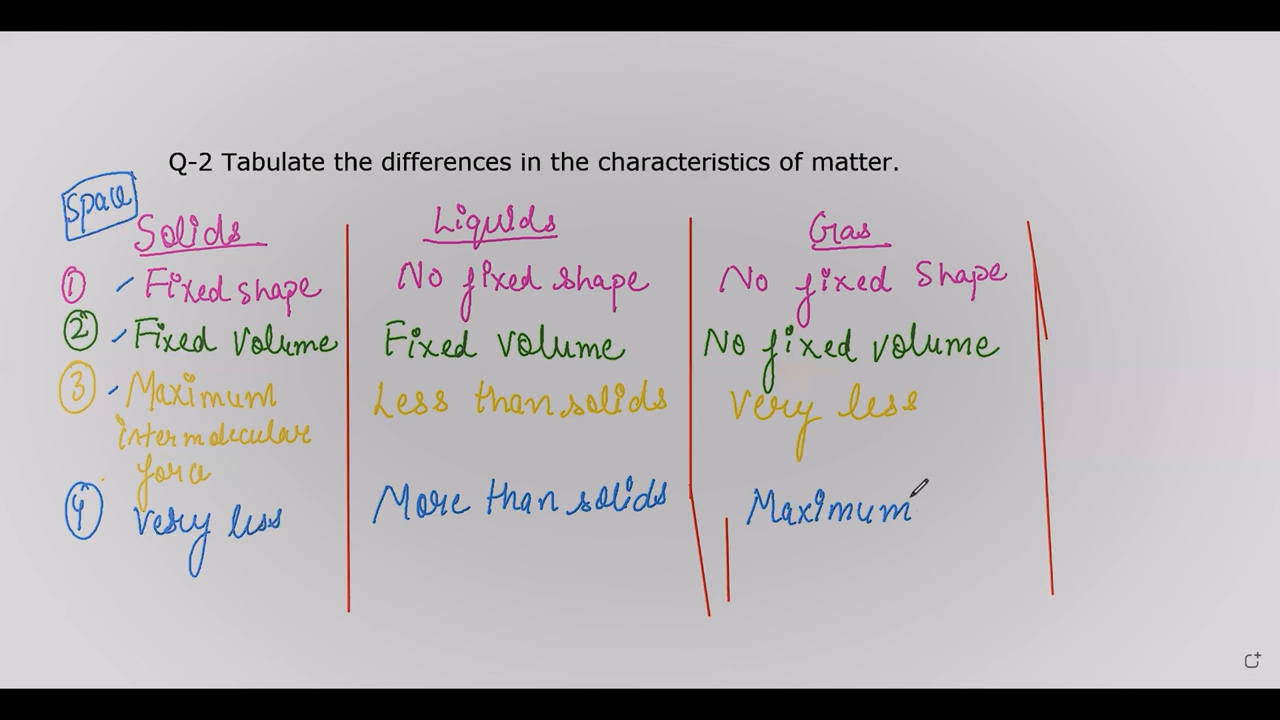 Q-2 Tabulate the differences in the characteristics of matter.
Space
Solids Liquids Gas
1 Fixed shape No fixed shape No fixed Shape
2 Fixed volume Fixed volume No fixed volume
3 Maximum Less than solids Very less
intermolecular
force
4 Very less More than solids Maximum